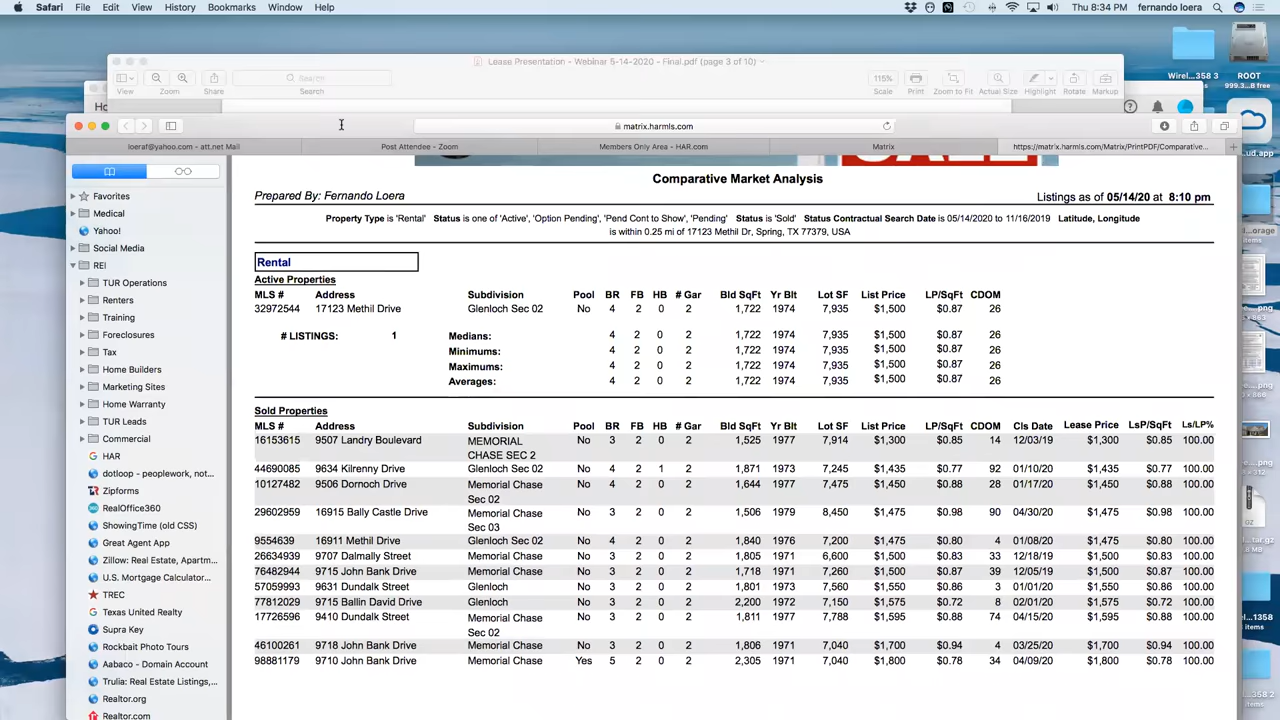 Safari File Edit View History Bookmarks Window Help Thu 8:34 PM fernando loera
Lease Presentation - Webinar 5-14-2020 - Final.pdf (page 3 of 10)
Search 115%
View Zoom Share Search Scale Print Zoom to Fit Actual Size Highlight Rotate Markup
Wirel...358 3
ROOT
999.3...8 free
Ho
matrix.harmls.com
loeraf@yahoo.com - att.net Mail Post Attendee - Zoom Members Only Area - HAR.com Matrix https://matrix.harmls.com/Matrix/PrintPDF/Comparative...
ud.app
Favorites
Medical
Yahoo!
Social Media
REI
TUR Operations
Renters
Training
Foreclosures
Tax
Home Builders
Marketing Sites
Home Warranty
TUR Leads
Commercial
HAR
dotloop - peoplework, not...
Zipforms
RealOffice360
ShowingTime (old CSS)
Great Agent App
Zillow: Real Estate, Apartm...
U.S. Mortgage Calculator...
TREC
Texas United Realty
Supra Key
Rockbait Photo Tours
Aabaco - Domain Account
Trulia: Real Estate Listings,...
Realtor.org
Realtor.com
Comparative Market Analysis
Prepared By: Fernando Loera Listings as of 05/14/20 at 8:10 pm
Property Type is 'Rental' Status is one of 'Active', 'Option Pending', 'Pend Cont to Show', 'Pending' Status is 'Sold' Status Contractual Search Date is 05/14/2020 to 11/16/2019 Latitude, Longitude
is within 0.25 mi of 17123 Methil Dr, Spring, TX 77379, USA
Rental
Active Properties
MLS # Address Subdivision Pool BR FB HB # Gar Bld SqFt Yr Blt Lot SF List Price LP/SqFt CDOM
32972544 17123 Methil Drive Glenloch Sec 02 No 4 2 0 2 1,722 1974 7,935 $1,500 $0.87 26
# LISTINGS: 1 Medians: 4 2 0 2 1,722 1974 7,935 $1,500 $0.87 26
Minimums: 4 2 0 2 1,722 1974 7,935 $1,500 $0.87 26
Maximums: 4 2 0 2 1,722 1974 7,935 $1,500 $0.87 26
Averages: 4 2 0 2 1,722 1974 7,935 $1,500 $0.87 26
Sold Properties
MLS # Address Subdivision Pool BR FB HB # Gar Bld SqFt Yr Blt Lot SF List Price LP/SqFt CDOM Cls Date Lease Price LsP/SqFt Ls/LP%
16153615 9507 Landry Boulevard MEMORIAL No 3 2 0 2 1,525 1977 7,914 $1,300 $0.85 14 12/03/19 $1,300 $0.85 100.00
CHASE SEC 2
44690085 9634 Kilrenny Drive Glenloch Sec 02 No 4 2 1 2 1,871 1973 7,245 $1,435 $0.77 32 01/10/20 $1,435 $0.77 100.00
10127482 9506 Dornoch Drive Memorial Chase No 4 2 0 2 1,644 1977 7,475 $1,450 $0.88 28 01/17/20 $1,450 $0.88 100.00
Sec 02
29602959 16915 Bally Castle Drive Memorial Chase No 3 2 0 2 1,506 1979 8,450 $1,475 $0.98 90 04/30/20 $1,475 $0.98 100.00
Sec 03
9554639 16911 Methil Drive Glenloch Sec 02 No 4 2 0 2 1,840 1976 7,200 $1,475 $0.80 4 01/08/20 $1,475 $0.80 100.00
26634939 9707 Dalmally Street Memorial Chase No 3 2 0 2 1,805 1971 6,600 $1,500 $0.83 33 12/18/19 $1,500 $0.83 100.00
76482944 9715 John Bank Drive Memorial Chase No 3 2 0 2 1,718 1971 7,260 $1,500 $0.87 39 12/05/19 $1,500 $0.87 100.00
57059993 9631 Dundalk Street Glenloch No 3 2 0 2 1,801 1973 7,560 $1,550 $0.86 3 01/01/20 $1,550 $0.86 100.00
77812029 9715 Ballin David Drive Glenloch No 3 2 0 2 2,200 1972 7,150 $1,575 $0.72 8 02/01/20 $1,575 $0.72 100.00
17726596 9410 Dundalk Street Memorial Chase No 3 2 0 2 1,811 1977 7,788 $1,595 $0.88 74 04/15/20 $1,595 $0.88 100.00
Sec 02
46100261 9718 John Bank Drive Memorial Chase No 3 2 0 2 1,806 1971 7,040 $1,700 $0.94 4 03/25/20 $1,700 $0.94 100.00
98881179 9710 John Bank Drive Memorial Chase Yes 5 2 0 2 2,305 1971 7,040 $1,800 $0.78 34 04/09/20 $1,800 $0.78 100.00